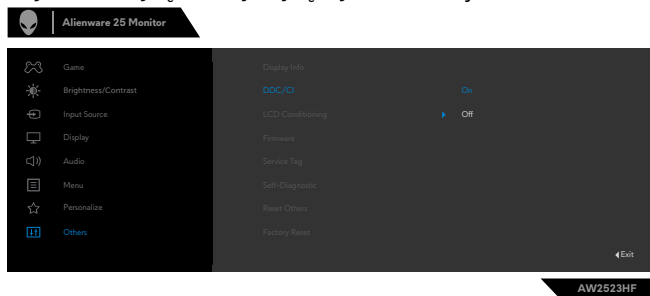 Alienware 25 Monitor
Game
Display Info
Brightness/Contrast
DDC/CI
On
Input Source
LCD Conditioning
Off
Display
Firmware
Audio
Service Tag
Menu
Self-Diagnostic
Personalize
Reset Others
Others
Factory Reset
Exit
AW2523HF